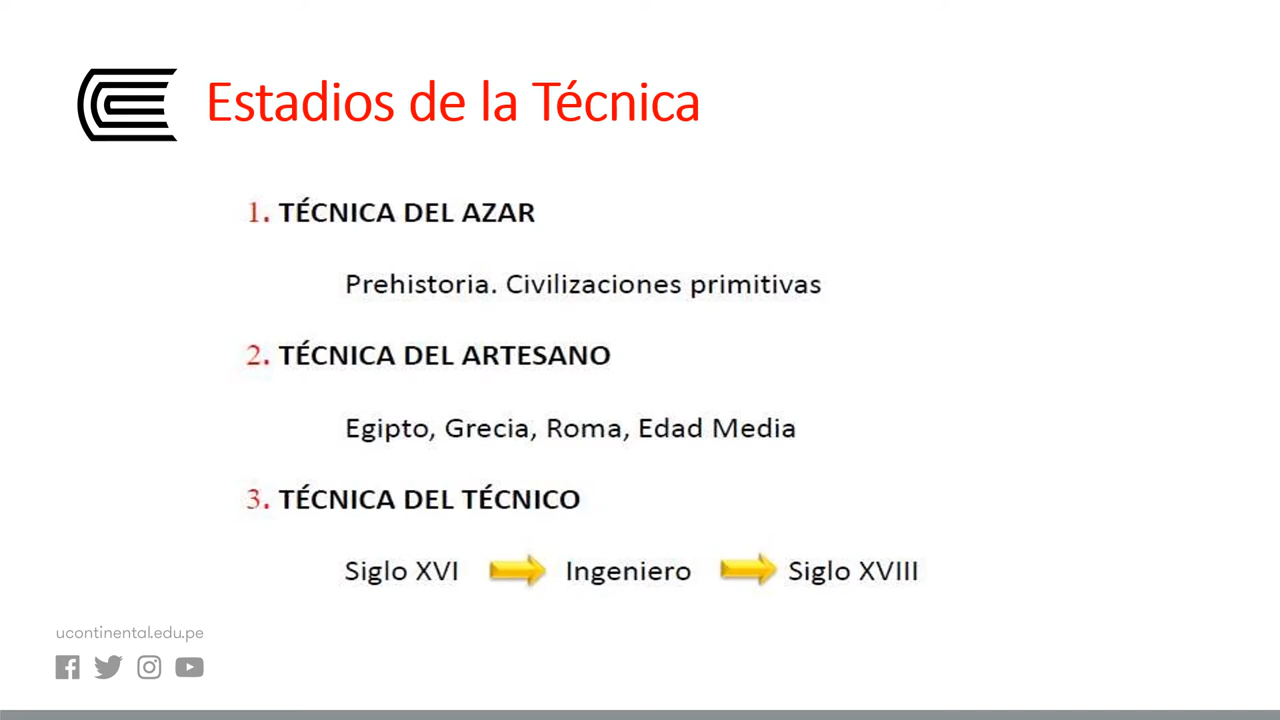 Estadios de la Técnica
1. TÉCNICA DEL AZAR
Prehistoria. Civilizaciones primitivas
2. TÉCNICA DEL ARTESANO
Egipto, Grecia, Roma, Edad Media
3. TÉCNICA DEL TÉCNICO
Siglo XVI Ingeniero Siglo XVIII
ucontinental.edu.pe